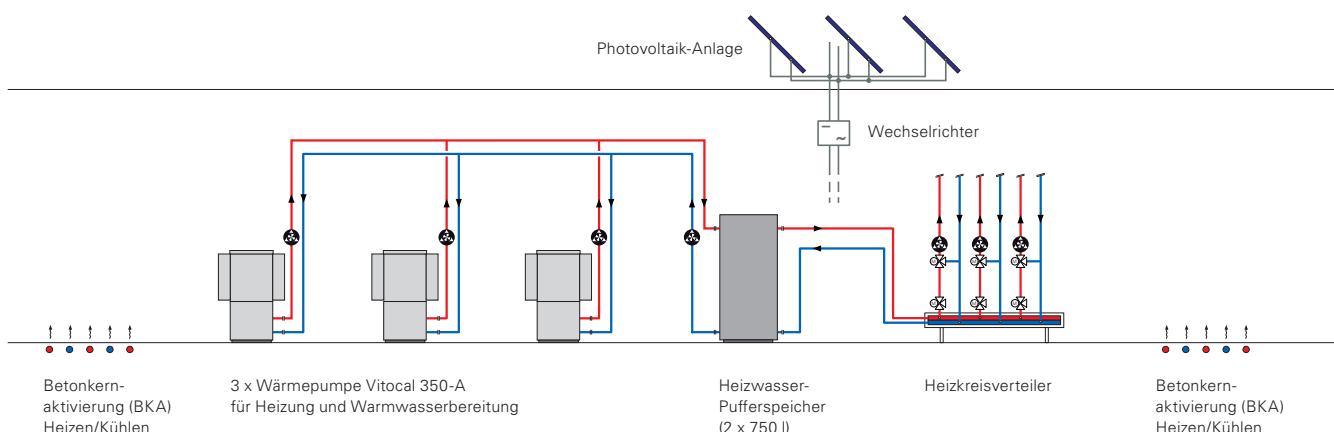 Photovoltaik-Anlage
Wechselrichter
Betonkern-
aktivierung (BKA)
Heizen/Kühlen
3 x Wärmepumpe Vitocal 350-A
für Heizung und Warmwasserbereitung
Heizwasser-
Pufferspeicher
(2 x 750 l)
Heizkreisverteiler
Betonkern-
aktivierung (BKA)
Heizen/Kühlen